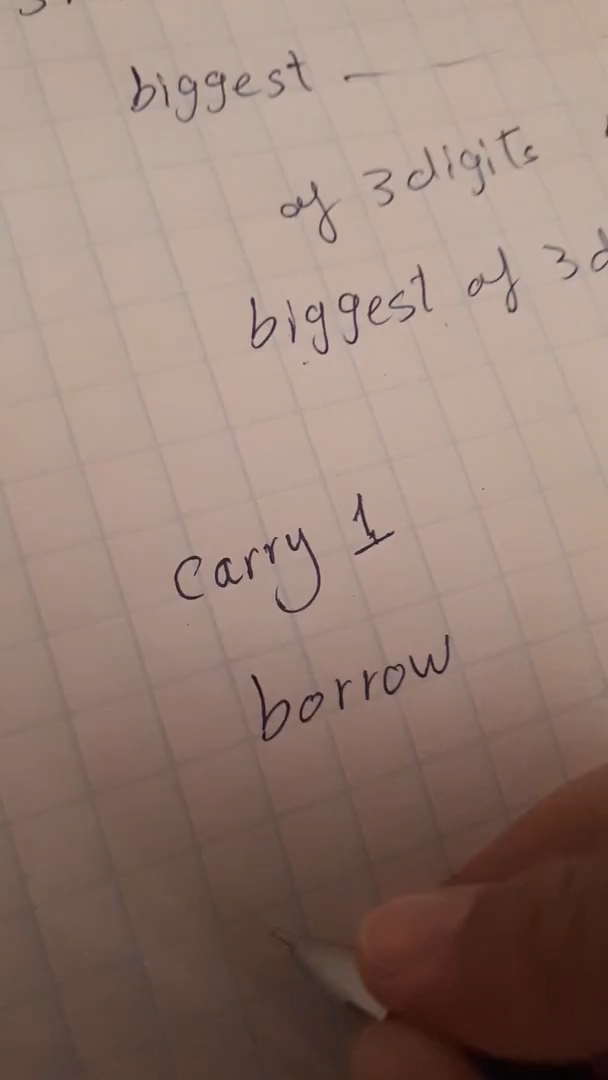 biggest — —
of 3 digits
biggest of 3 d
carry 1
borrow